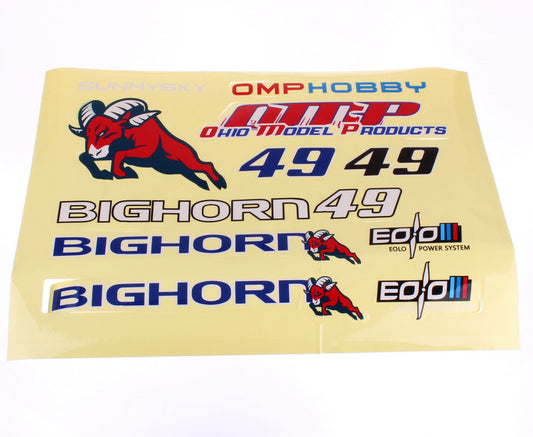 SUNNYSKY
OMPHOBBY
OMP
OHIO MODEL PRODUCTS
49 49
BIGHORN 49
BIGHORN
EOLO
EOLO POWER SYSTEM
BIGHORN
EOLO